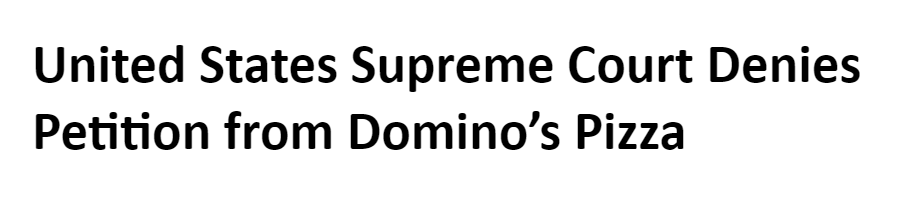 United States Supreme Court Denies
Petition from Domino’s Pizza